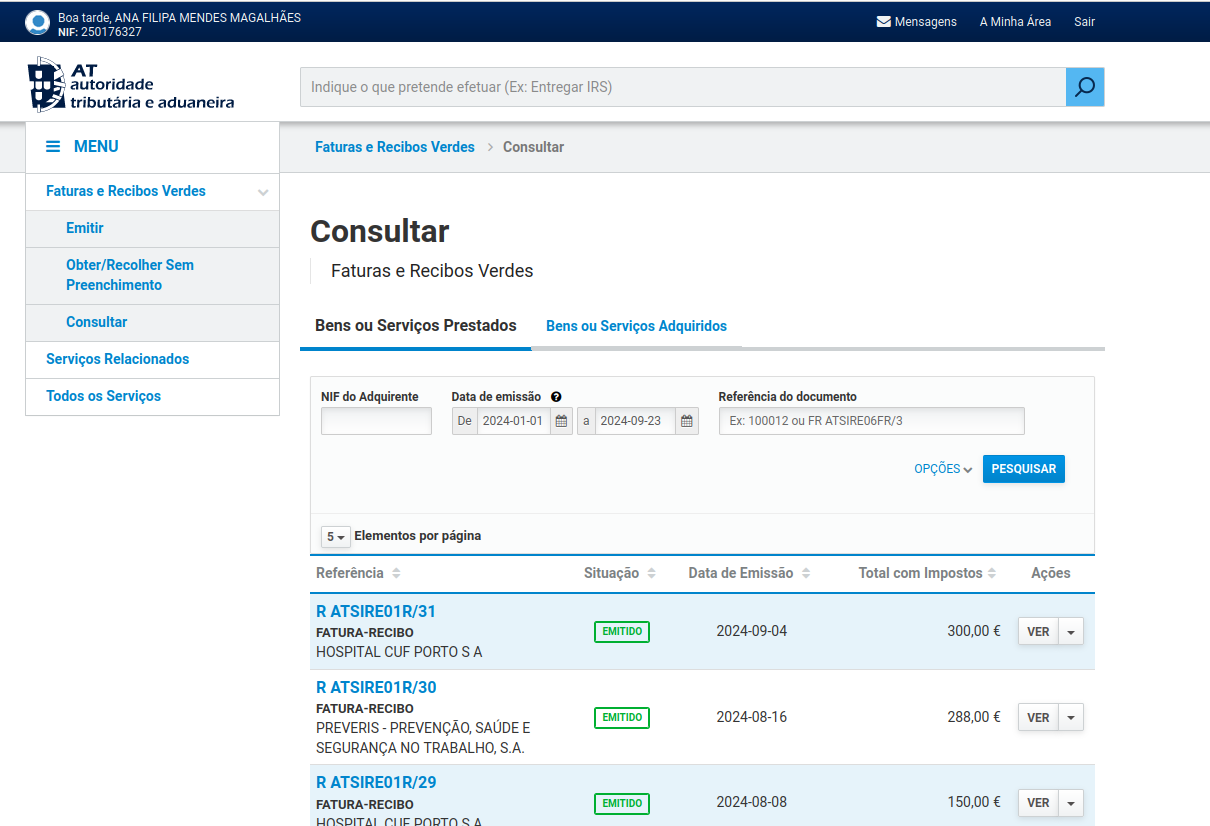 Boa tarde, ANA FILIPA MENDES MAGALHÃES
NIF: 250176327
Mensagens
A Minha Área
Sair
AT
autoridade
tributária e aduaneira
Indique o que pretende efetuar (Ex: Entregar IRS)
MENU
Faturas e Recibos Verdes
Consultar
Faturas e Recibos Verdes
Emitir
Obter/Recolher Sem
Preenchimento
Consultar
Serviços Relacionados
Todos os Serviços
Consultar
Faturas e Recibos Verdes
Bens ou Serviços Prestados
Bens ou Serviços Adquiridos
NIF do Adquirente
Data de emissão
De 2024-01-01
a 2024-09-23
Referência do documento
Ex: 100012 ou FR ATSIRE06FR/3
OPÇÕES
PESQUISAR
5 Elementos por página
Referência Situação Data de Emissão Total com Impostos Ações
R ATSIRE01R/31
FATURA-RECIBO
HOSPITAL CUF PORTO S A
EMITIDO
2024-09-04
300,00 €
VER
R ATSIRE01R/30
FATURA-RECIBO
PREVERIS - PREVENÇÃO, SAÚDE E
SEGURANÇA NO TRABALHO, S.A.
EMITIDO
2024-08-16
288,00 €
VER
R ATSIRE01R/29
FATURA-RECIBO
HOSPITAL CUF PORTO S A
EMITIDO
2024-08-08
150,00 €
VER